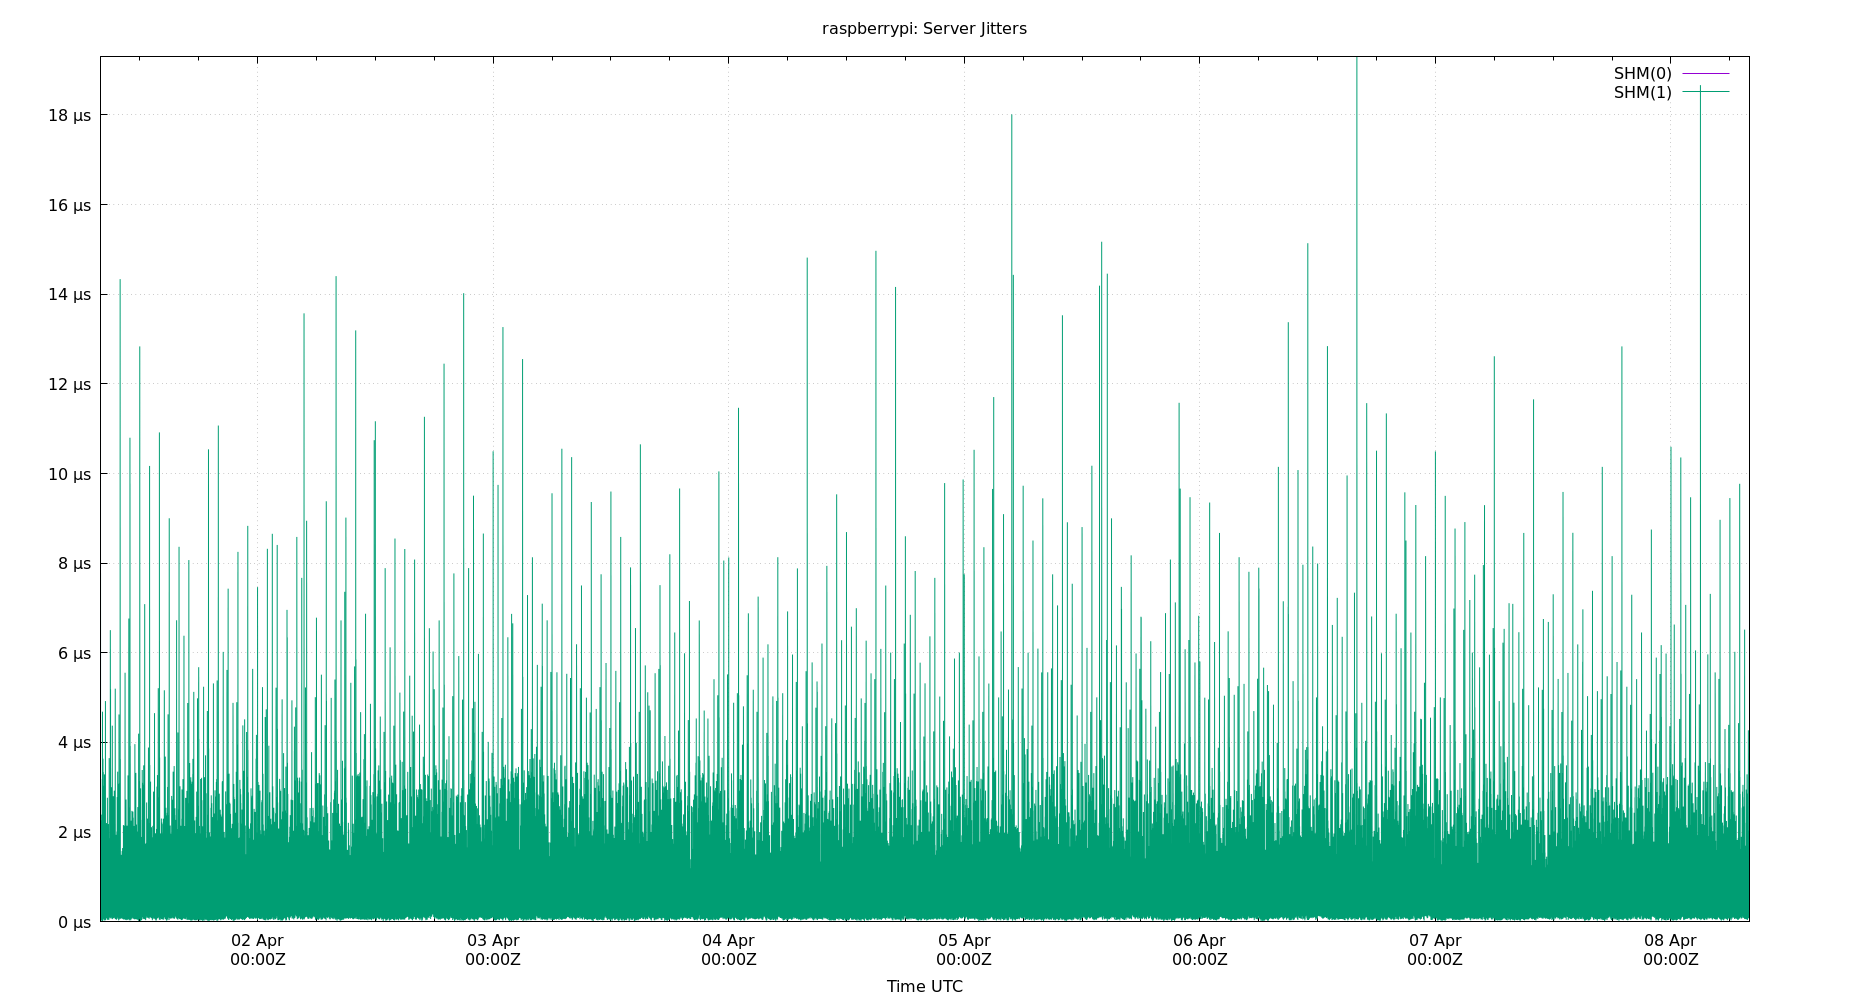 raspberrypi: Server Jitters
SHM(0)
SHM(1)
18 µs
16 µs
14 µs
12 µs
10 µs
8 µs
6 µs
4 µs
2 µs
0 µs
02 Apr 03 Apr 04 Apr 05 Apr 06 Apr 07 Apr 08 Apr
00:00Z 00:00Z 00:00Z 00:00Z 00:00Z 00:00Z 00:00Z
Time UTC